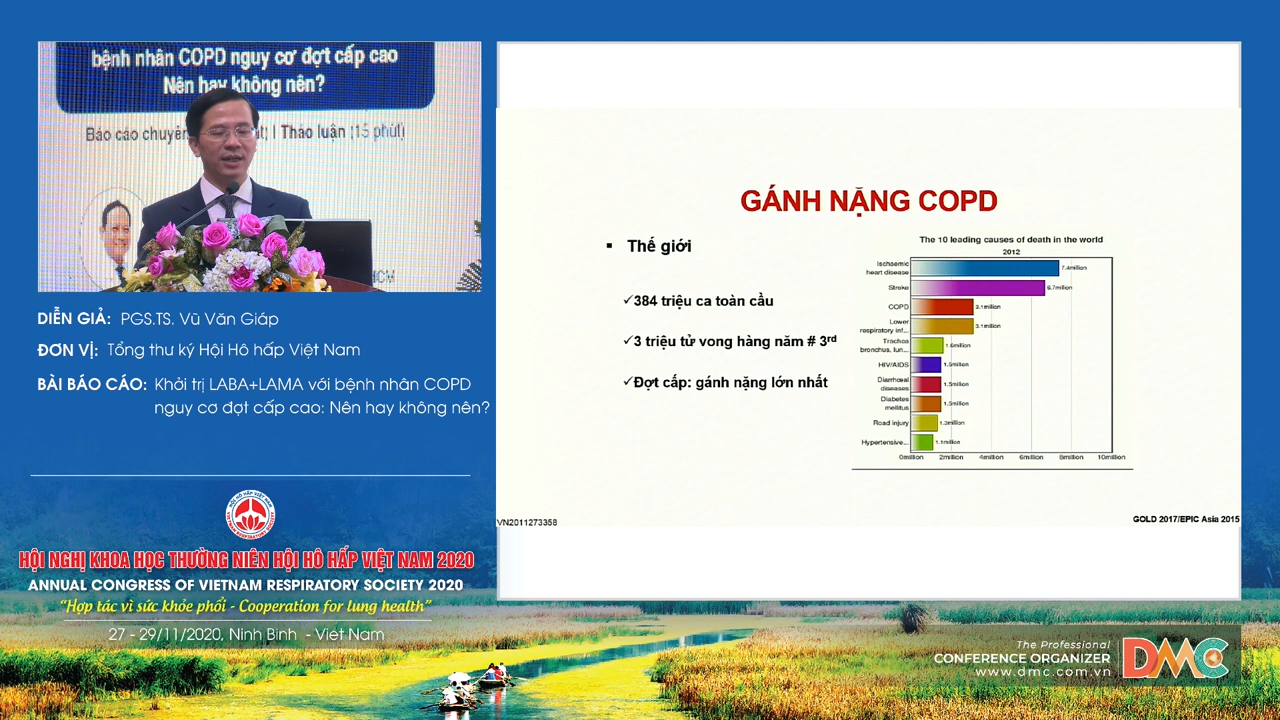 bệnh nhân COPD nguy cơ đợt cấp cao
Nên hay không nên?
Báo cáo chuyên
| Thảo luận (15 phút)
HCM
DIỄN GIẢ: PGS.TS. Vũ Văn Giáp
ĐƠN VỊ: Tổng thư ký Hội Hô hấp Việt Nam
BÀI BÁO CÁO: Khởi trị LABA+LAMA với bệnh nhân COPD
nguy cơ đợt cấp cao: Nên hay không nên?
HỘI NGHỊ KHOA HỌC THƯỜNG NIÊN HỘI HÔ HẤP VIỆT NAM 2020
ANNUAL CONGRESS OF VIETNAM RESPIRATORY SOCIETY 2020
“Hợp tác vì sức khỏe phổi - Cooperation for lung health”
27 - 29/11/2020, Ninh Bình - Việt Nam
GÁNH NẶNG COPD
▪ Thế giới
✓384 triệu ca toàn cầu
✓3 triệu tử vong hàng năm # 3rd
✓Đợt cấp: gánh nặng lớn nhất
The 10 leading causes of death in the world
2012
Ischaemic
heart disease
7.4million
Stroke
6.7million
COPD
3.1million
Lower
respiratory inf...
3.1million
Trachea
bronchus, lun...
1.6million
HIV/AIDS
1.5million
Diarrhoeal
diseases
1.5million
Diabetes
mellitus
1.5million
Road injury
1.3million
Hypertensive...
1.1million
0million 2million 4million 6million 8million 10million
VN2011273358
GOLD 2017/EPIC Asia 2015
The Professional
CONFERENCE ORGANIZER
www.dmc.com.vn
DMC